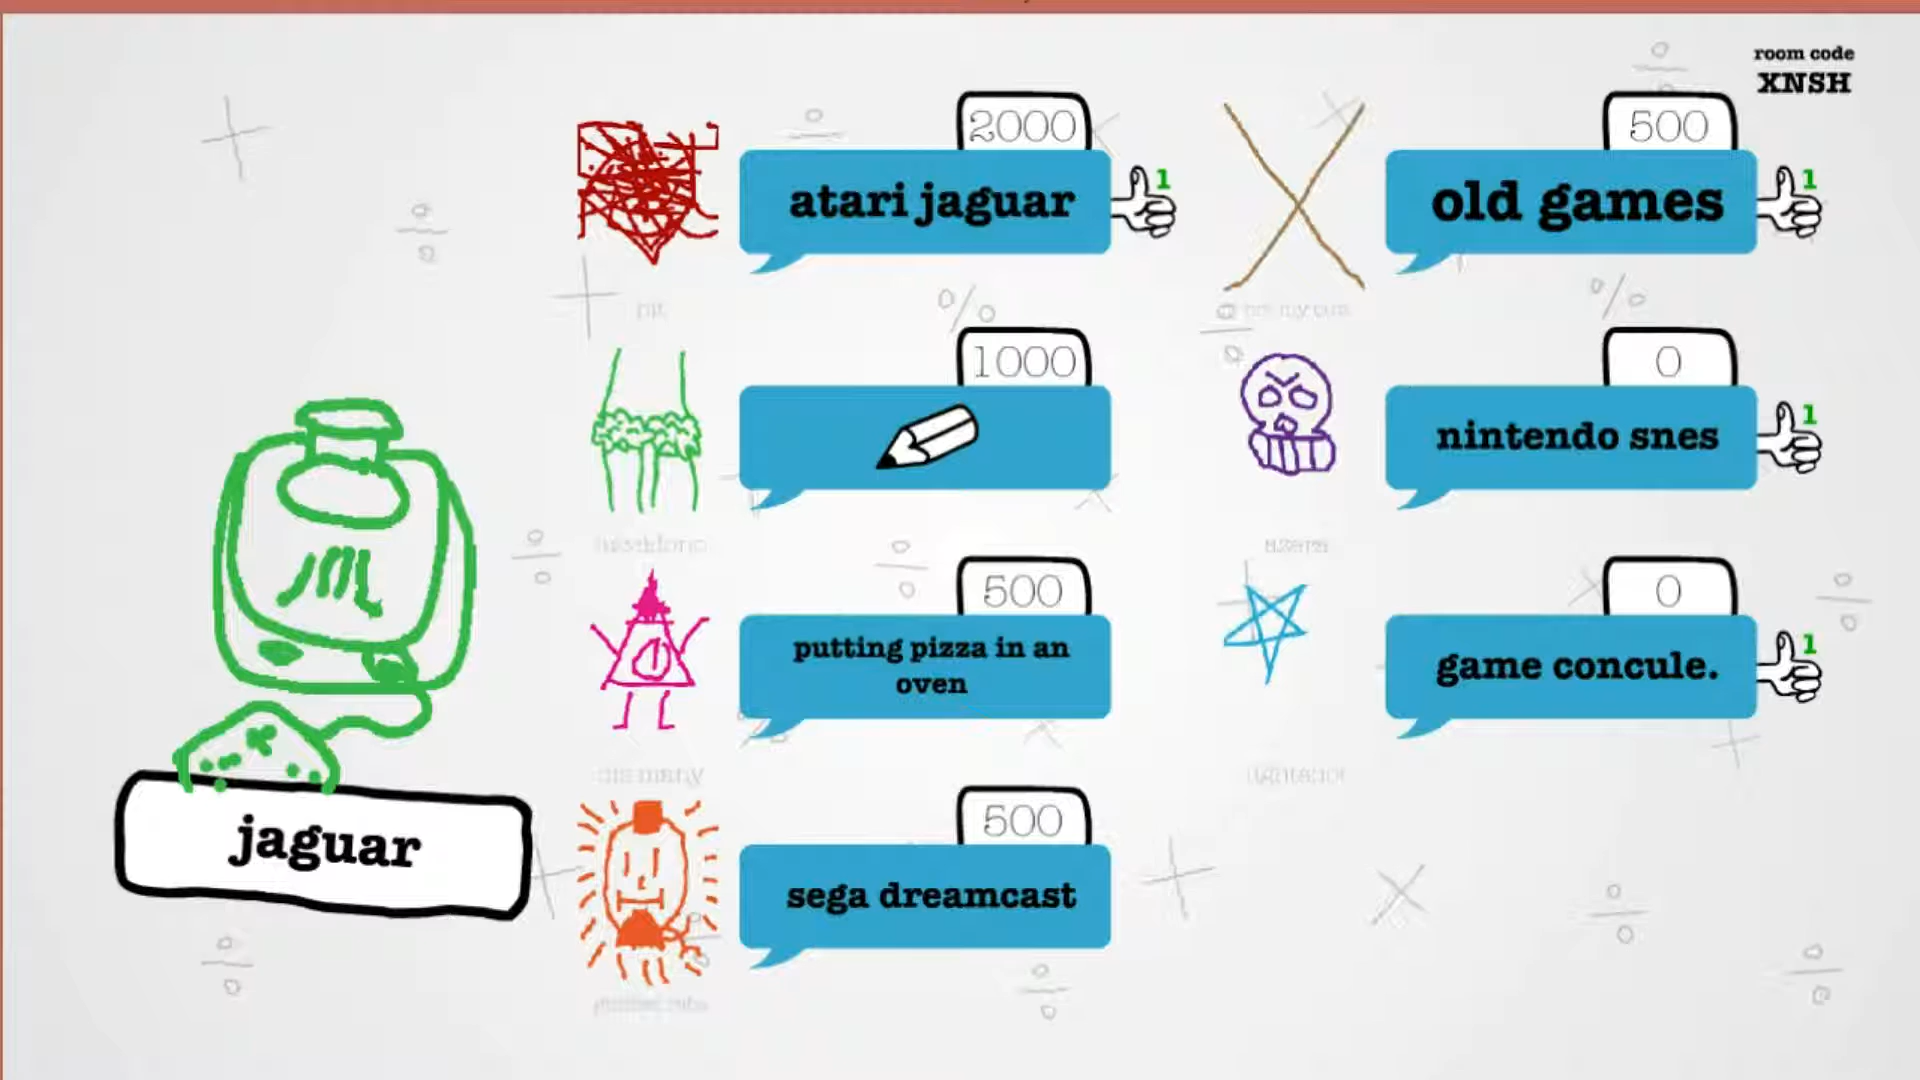 room code
XNSH
2000
atari jaguar
1
500
old games
1
1000
0
nintendo snes
1
500
putting pizza in an
oven
0
game concule.
1
500
sega dreamcast
jaguar